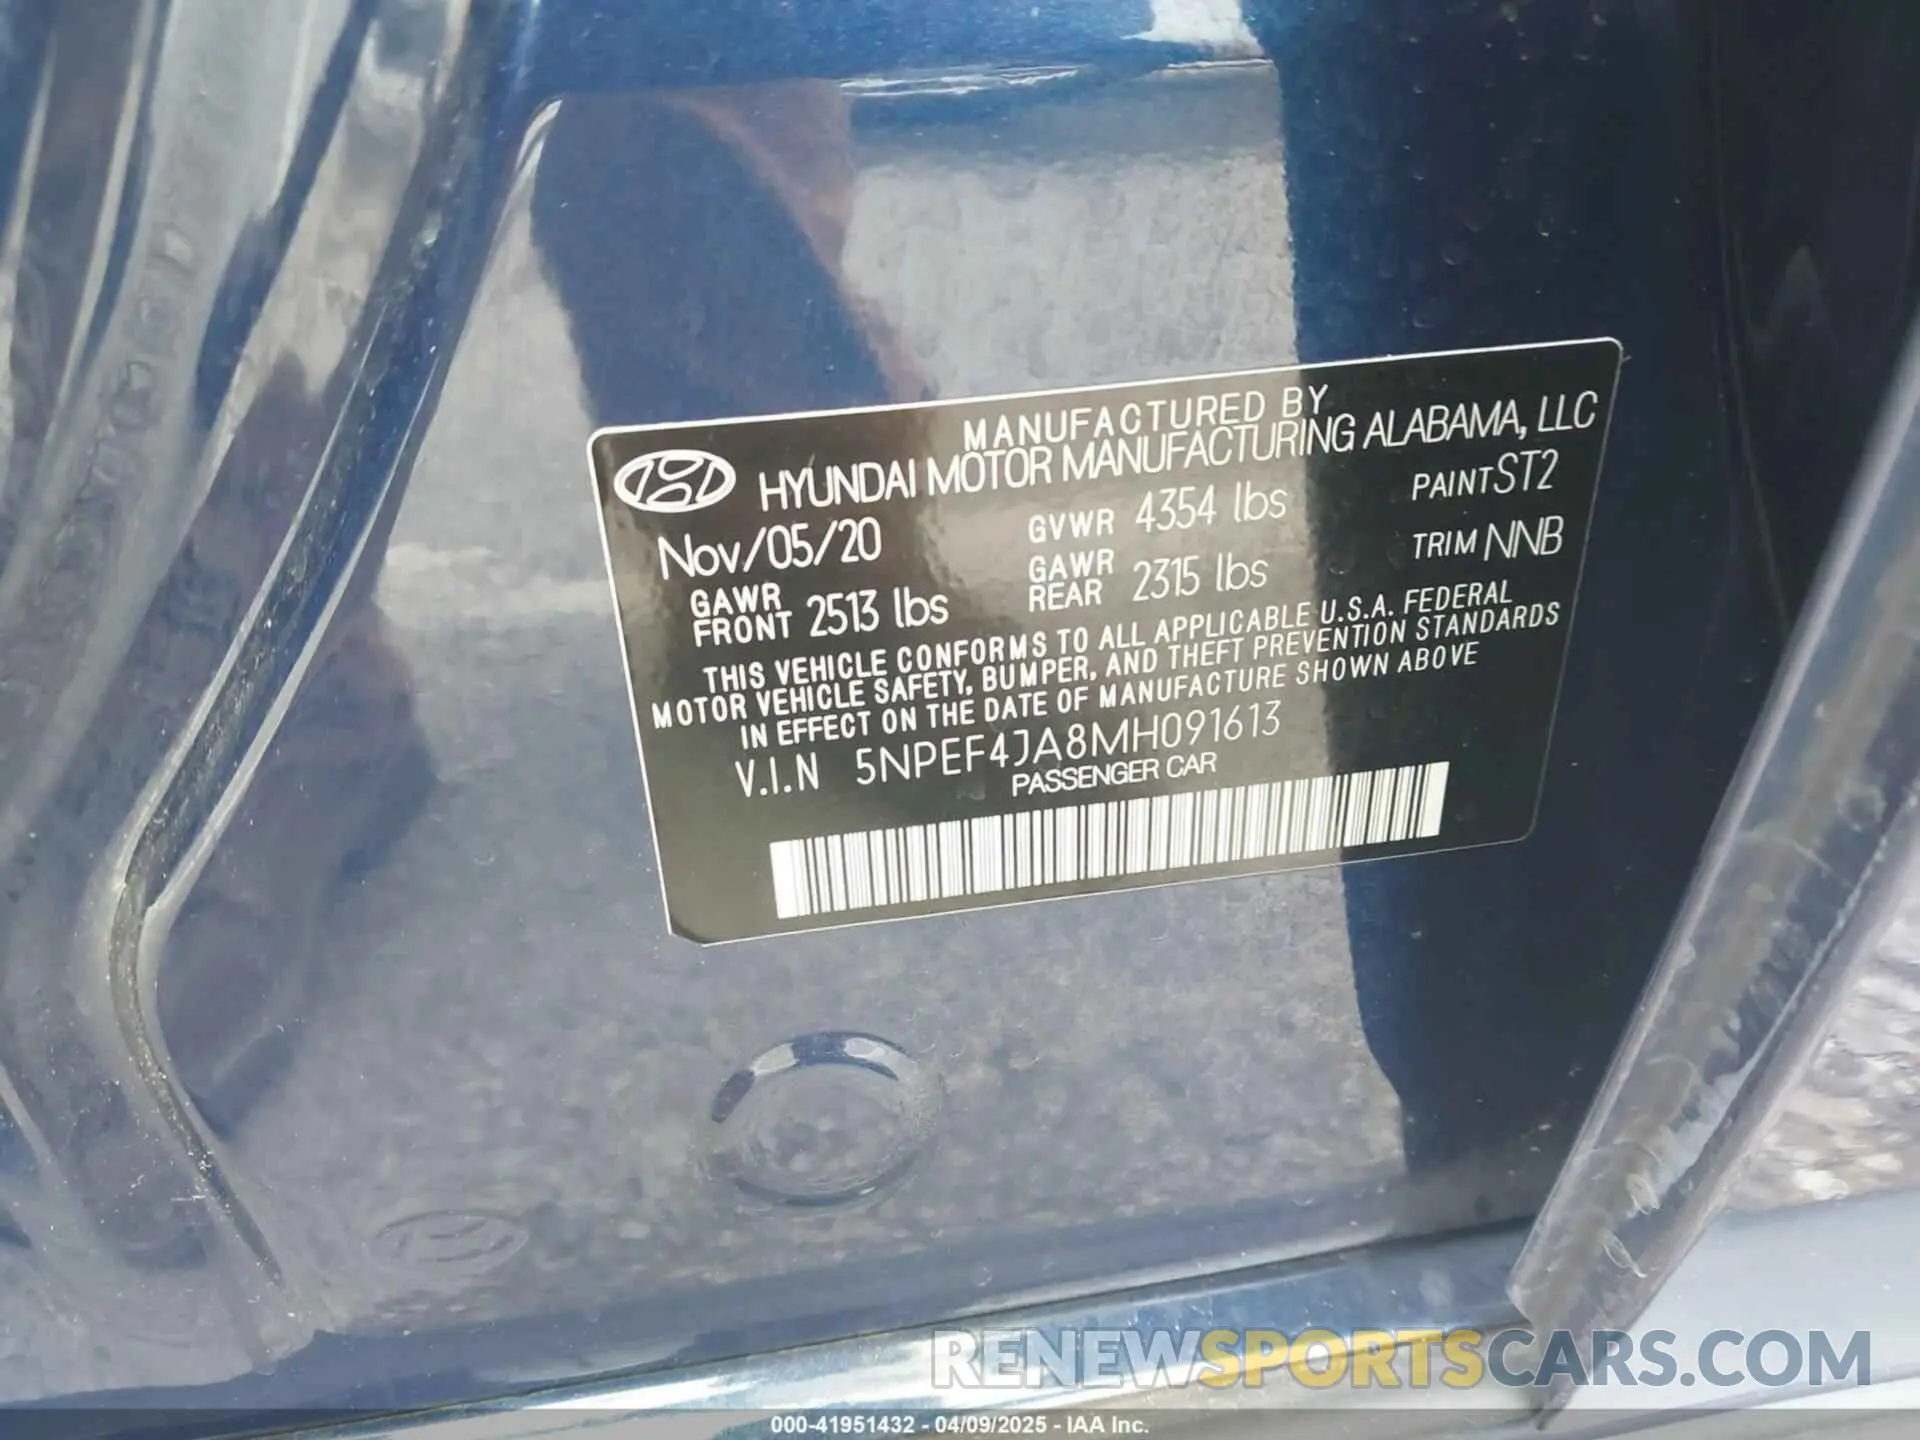 MANUFACTURED BY
HYUNDAI MOTOR MANUFACTURING ALABAMA, LLC
Nov/05/20 GVWR 4354 lbs PAINT ST2
GAWR FRONT 2513 lbs GAWR REAR 2315 lbs TRIM NNB
THIS VEHICLE CONFORMS TO ALL APPLICABLE U.S.A. FEDERAL
MOTOR VEHICLE SAFETY, BUMPER, AND THEFT PREVENTION STANDARDS
IN EFFECT ON THE DATE OF MANUFACTURE SHOWN ABOVE
V.I.N 5NPEF4JA8MH091613
PASSENGER CAR
RENEWSPORTSCARS.COM
000-41951432 - 04/09/2025 - IAA Inc.